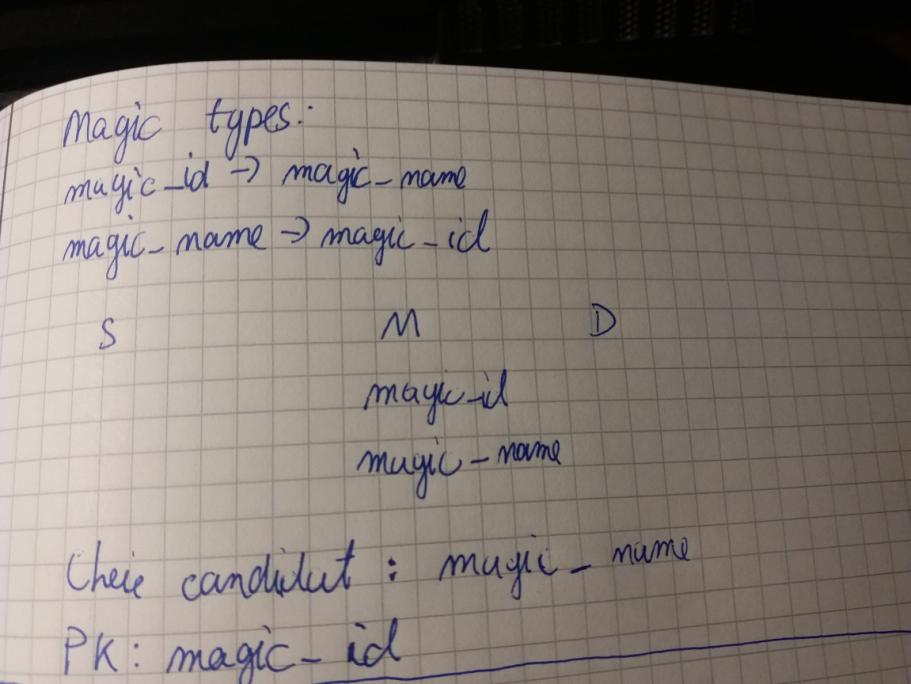 Magic types:
magic_id -> magic_name
magic_name -> magic_id
S M D
magic_id
magic_name
Cheie candidat : magic_name
PK: magic_id